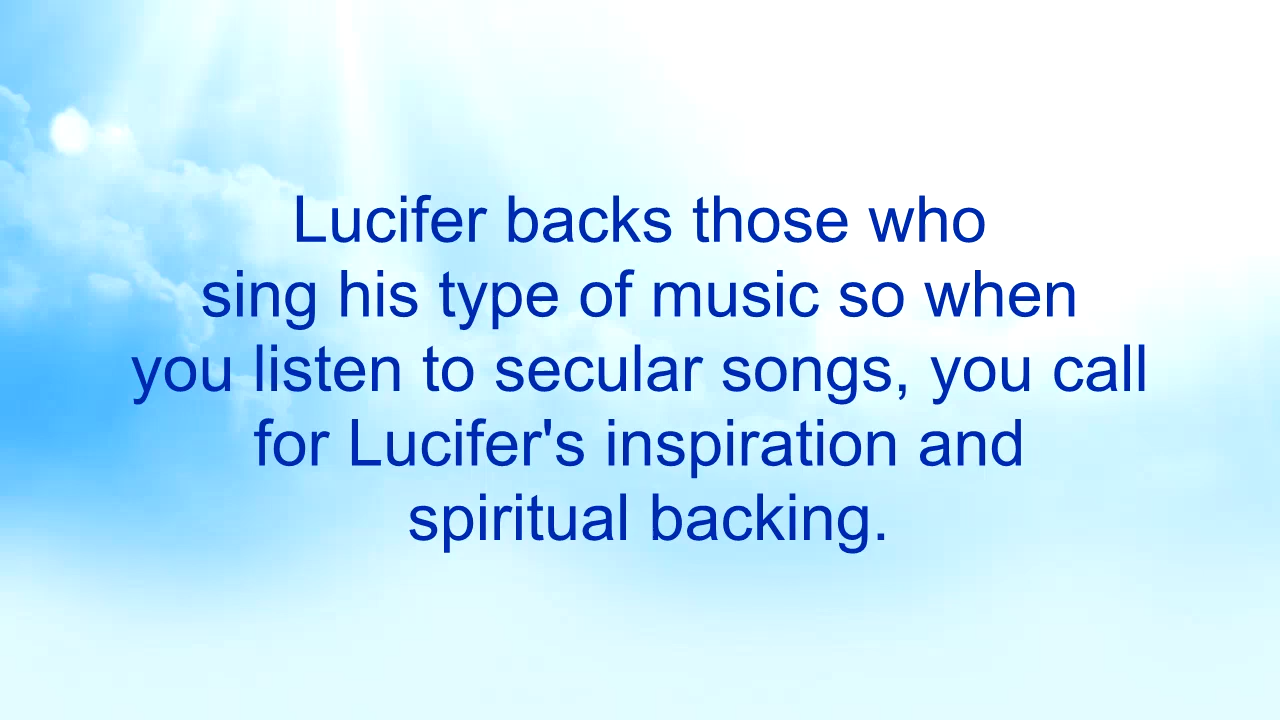 Lucifer backs those who
sing his type of music so when
you listen to secular songs, you call
for Lucifer's inspiration and
spiritual backing.